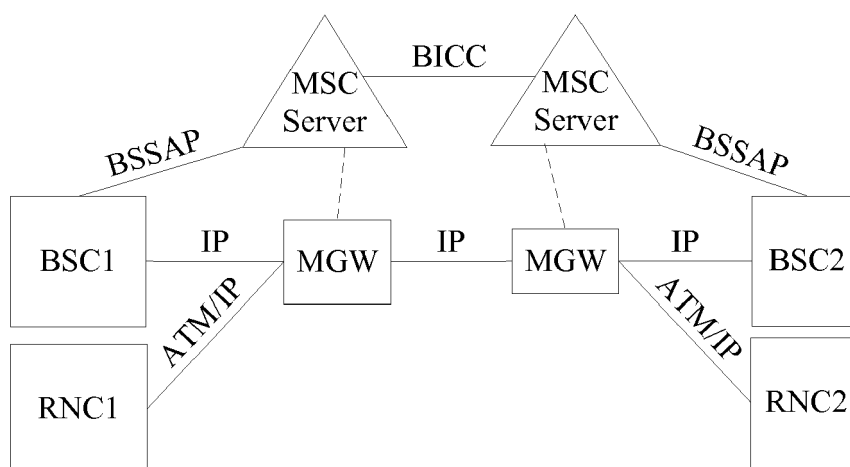 BICC
MSC
Server
MSC
Server
BSSAP
BSSAP
BSC1
IP
MGW
IP
MGW
IP
BSC2
ATM/IP
ATM/IP
RNC1
RNC2